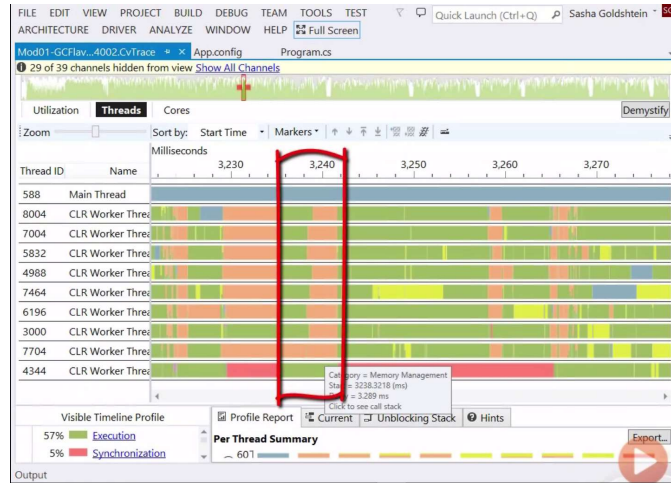 FILE EDIT VIEW PROJECT BUILD DEBUG TEAM TOOLS TEST
Quick Launch (Ctrl+Q)
Sasha Goldshtein
ARCHITECTURE DRIVER ANALYZE WINDOW HELP Full Screen
Mod01-GCFlav...4002.CvTrace App.config Program.cs
29 of 39 channels hidden from view Show All Channels
Utilization Threads Cores Demystify
Zoom Sort by: Start Time Markers
Milliseconds
3,230 3,240 3,250 3,260 3,270
Thread ID Name
588 Main Thread
8004 CLR Worker Threa
7004 CLR Worker Threa
5832 CLR Worker Threa
4988 CLR Worker Threa
7464 CLR Worker Threa
6196 CLR Worker Threa
3000 CLR Worker Threa
7704 CLR Worker Threa
4344 CLR Worker Threa
Category = Memory Management
Start = 3238.3218 (ms)
= 3.289 ms
Click to see call stack
Visible Timeline Profile
Profile Report Current Unblocking Stack Hints
57% Execution
5% Synchronization
Per Thread Summary
Export...
Output